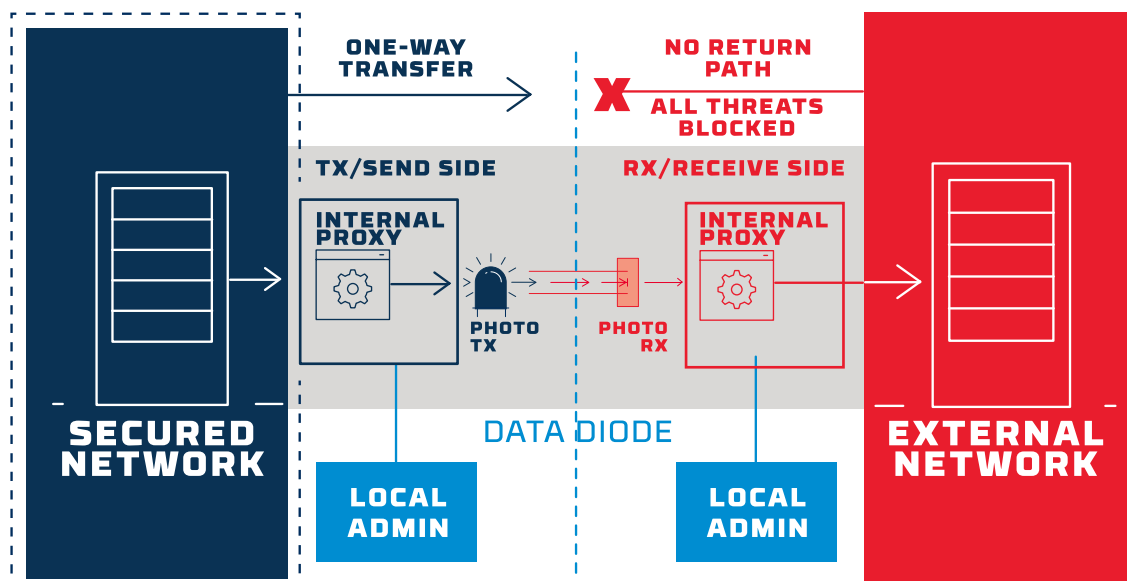 ONE-WAY
TRANSFER
NO RETURN
PATH
ALL THREATS
BLOCKED
TX/SEND SIDE
RX/RECEIVE SIDE
INTERNAL
PROXY
INTERNAL
PROXY
PHOTO
TX
PHOTO
RX
SECURED
NETWORK
DATA DIODE
EXTERNAL
NETWORK
LOCAL
ADMIN
LOCAL
ADMIN